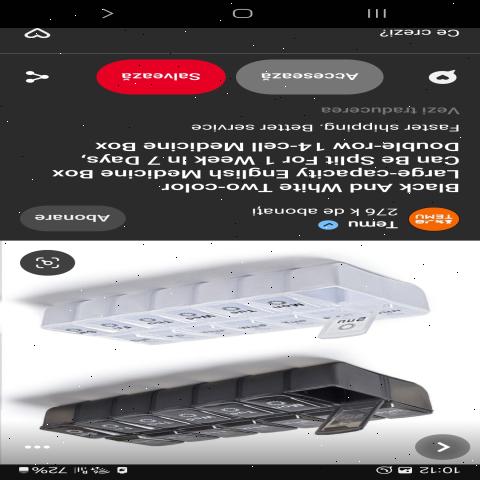 10:12
72%
Sun
Mon
Temu
276 k de abonați
Abonare
Black And White Two-color
Large-capacity English Medicine Box
Can Be Split For 1 Week In 7 Days,
Double-row 14-cell Medicine Box
Faster shipping. Better service
Vezi traducerea
Accesează
Salvează
Ce crezi?